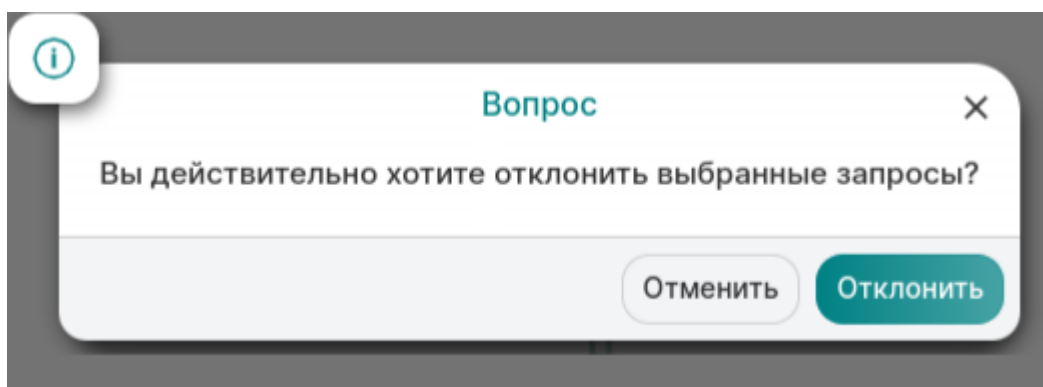 Вопрос
Вы действительно хотите отклонить выбранные запросы?
Отменить
Отклонить